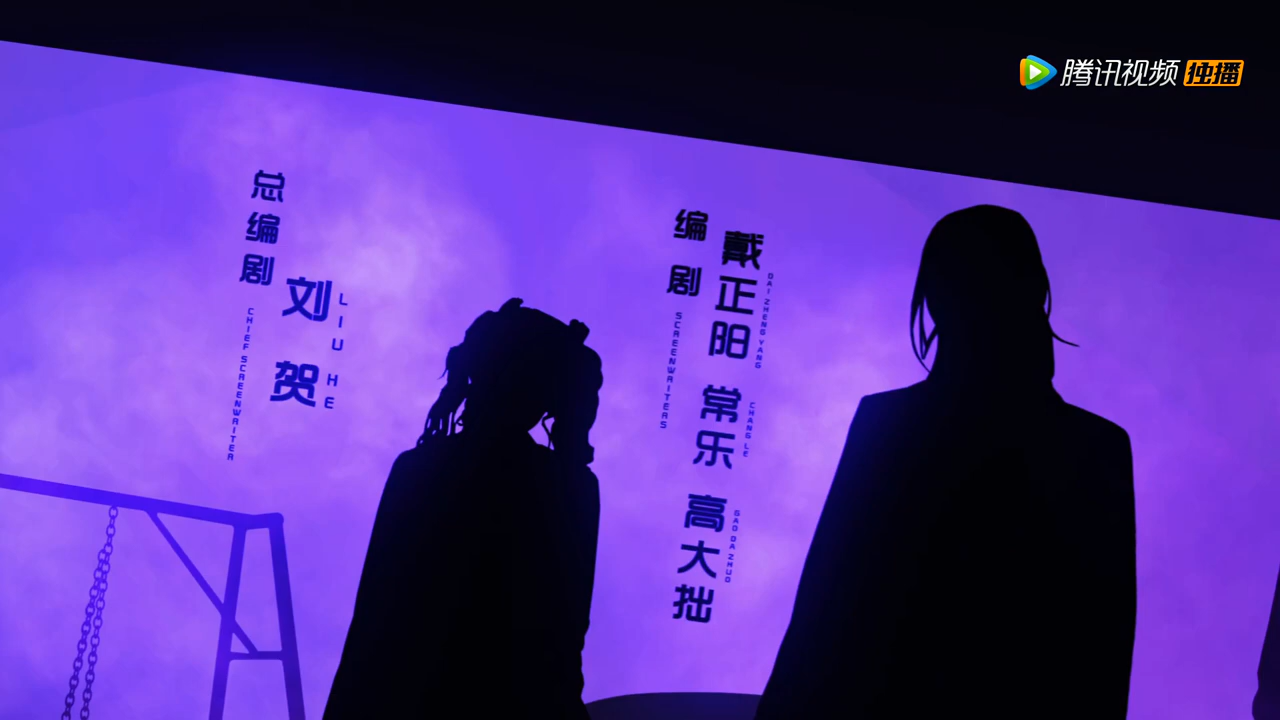 腾讯视频 独播
总编剧
CHIEF SCREENWRITER
刘贺
LIU HE
编剧
SCREENWRITERS
戴正阳
DAI ZHENG YANG
常乐
CHANG LE
高大拙
GAO DA ZHUO